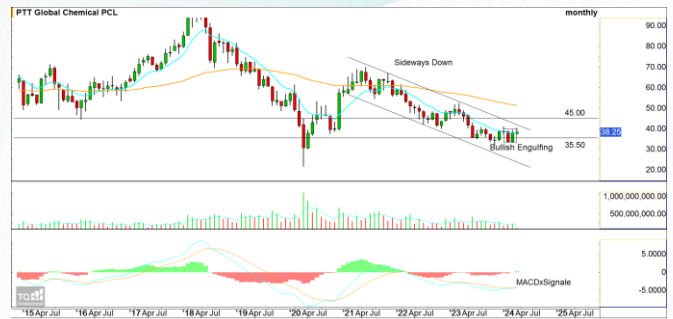 PTT Global Chemical PCL
monthly
90.00
80.00
Sideways Down
70.00
60.00
50.00
45.00
40.00
38.25
35.50
Bullish Engulfing
30.00
20.00
1,000,000,000.00
500,000,000.00
5.0000
0
MACDxSignale
-5.0000
'15 Apr Jul '16 Apr Jul '17 Apr Jul '18 Apr Jul '19 Apr Jul '20 Apr Jul '21 Apr Jul '22 Apr Jul '23 Apr Jul '24 Apr Jul '25 Apr Jul